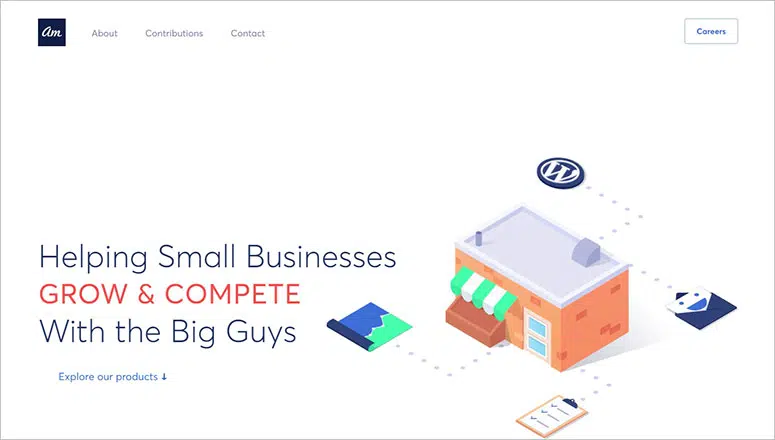 am
About
Contributions
Contact
Careers
Helping Small Businesses
GROW & COMPETE
With the Big Guys
Explore our products ↓